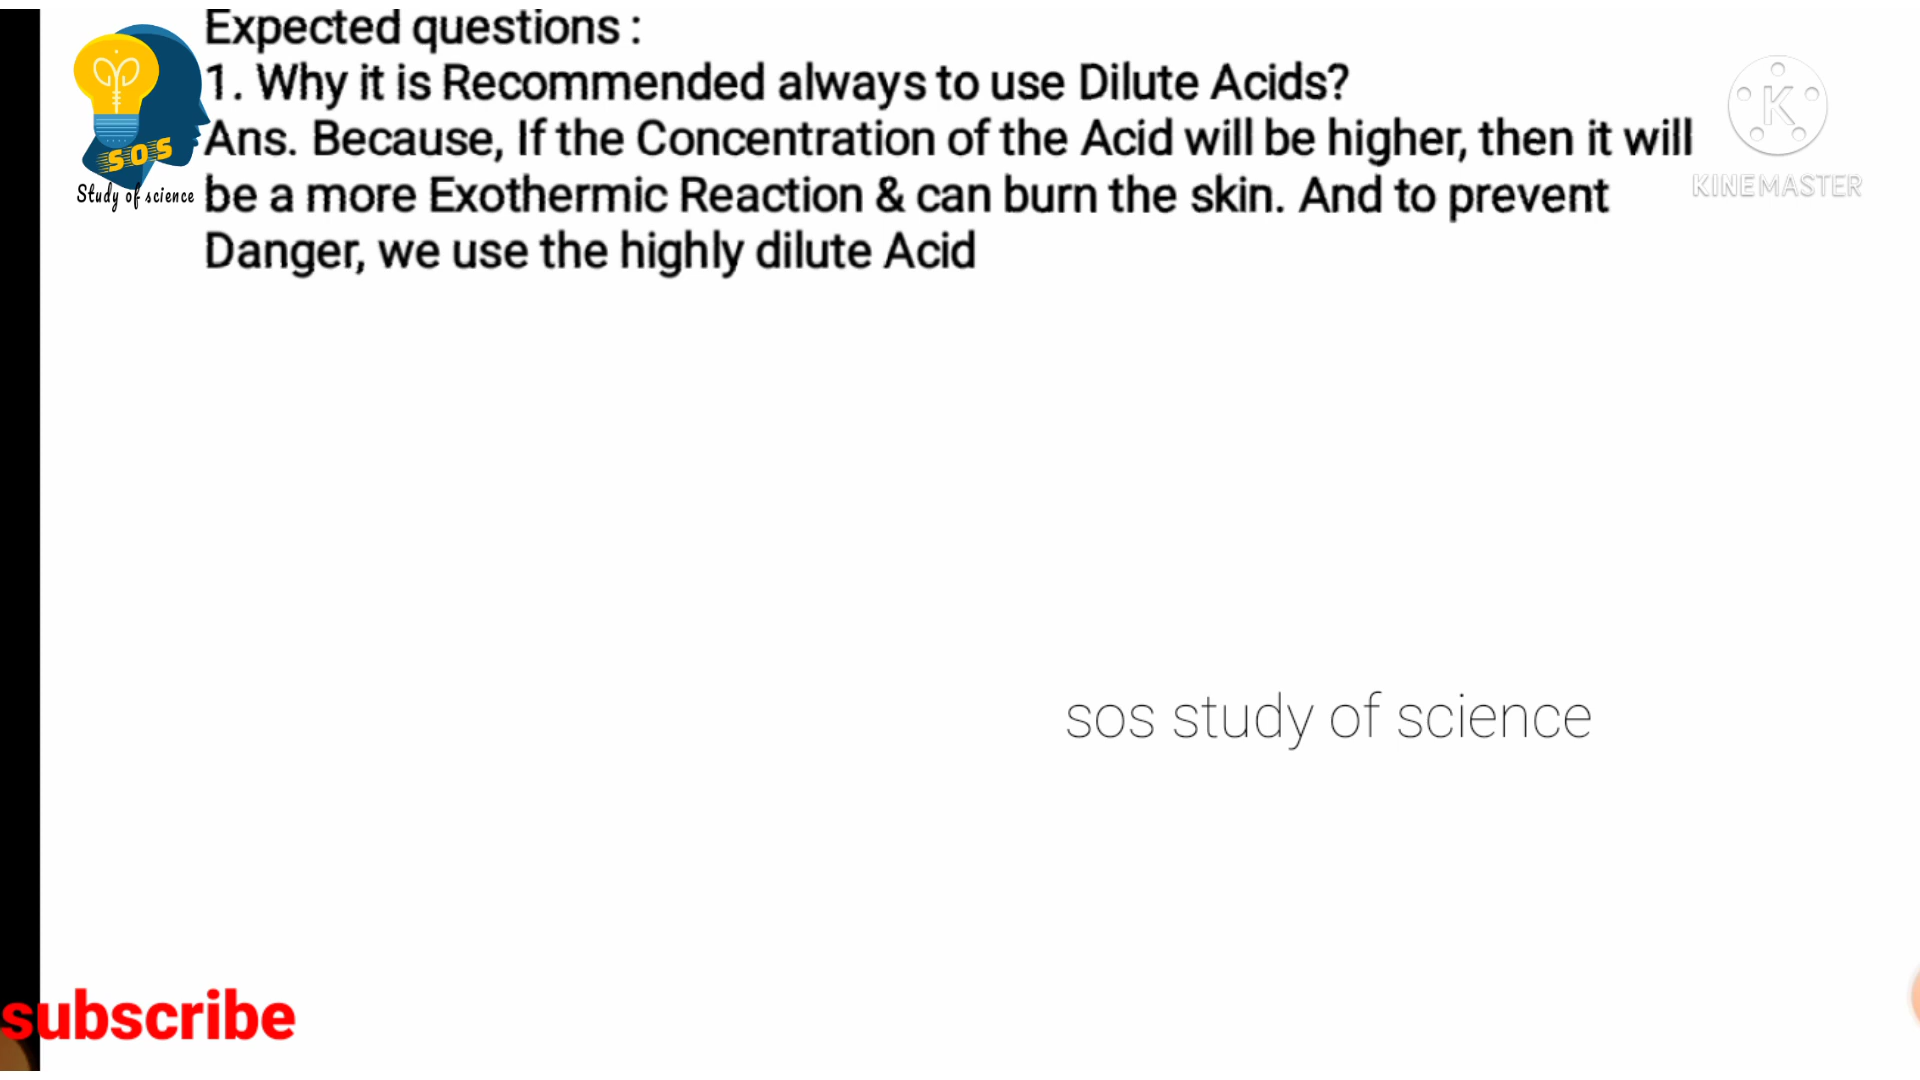 Expected questions :
1. Why it is Recommended always to use Dilute Acids?
Ans. Because, If the Concentration of the Acid will be higher, then it will
be a more Exothermic Reaction & can burn the skin. And to prevent
Danger, we use the highly dilute Acid
SOS
Study of science
K
KINEMASTER
sos study of science
subscribe